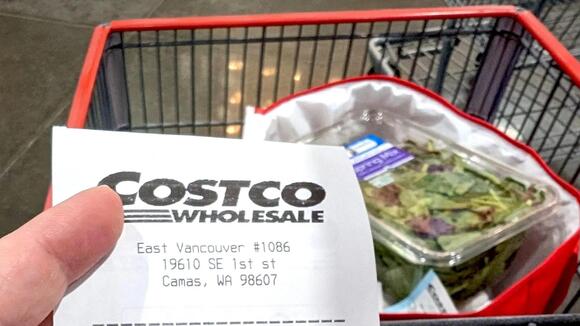 COSTCO
WHOLESALE
East Vancouver #1086
19610 SE 1st st
Camas, WA 98607